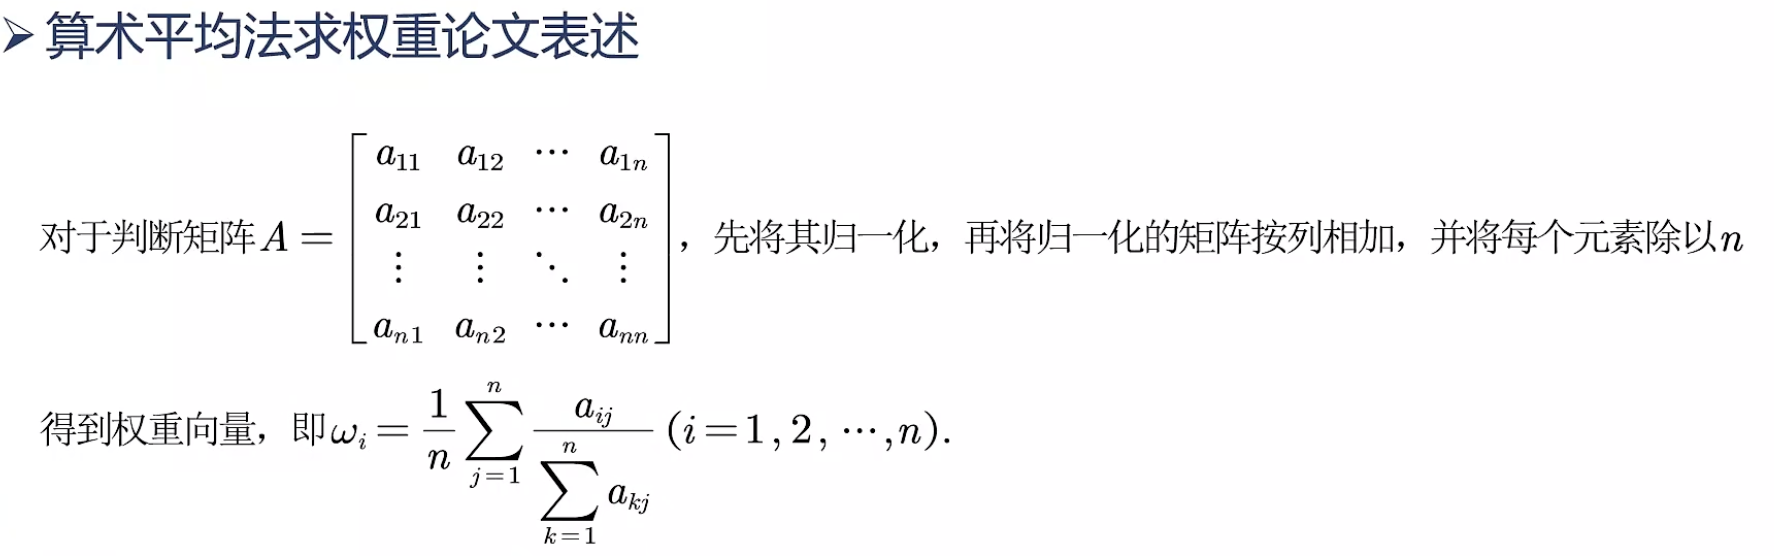 ➢ 算术平均法求权重论文表述
对于判断矩阵 $A=\begin{bmatrix} a_{11} & a_{12} & \cdots & a_{1n} \\ a_{21} & a_{22} & \cdots & a_{2n} \\ \vdots & \vdots & \ddots & \vdots \\ a_{n1} & a_{n2} & \cdots & a_{nn} \end{bmatrix}$，先将其归一化，再将归一化的矩阵按列相加，并将每个元素除以 $n$
得到权重向量，即 $\omega_i=\frac{1}{n}\sum_{j=1}^{n}\frac{a_{ij}}{\sum_{k=1}^{n}a_{kj}}\,(i=1,2,\cdots,n).$